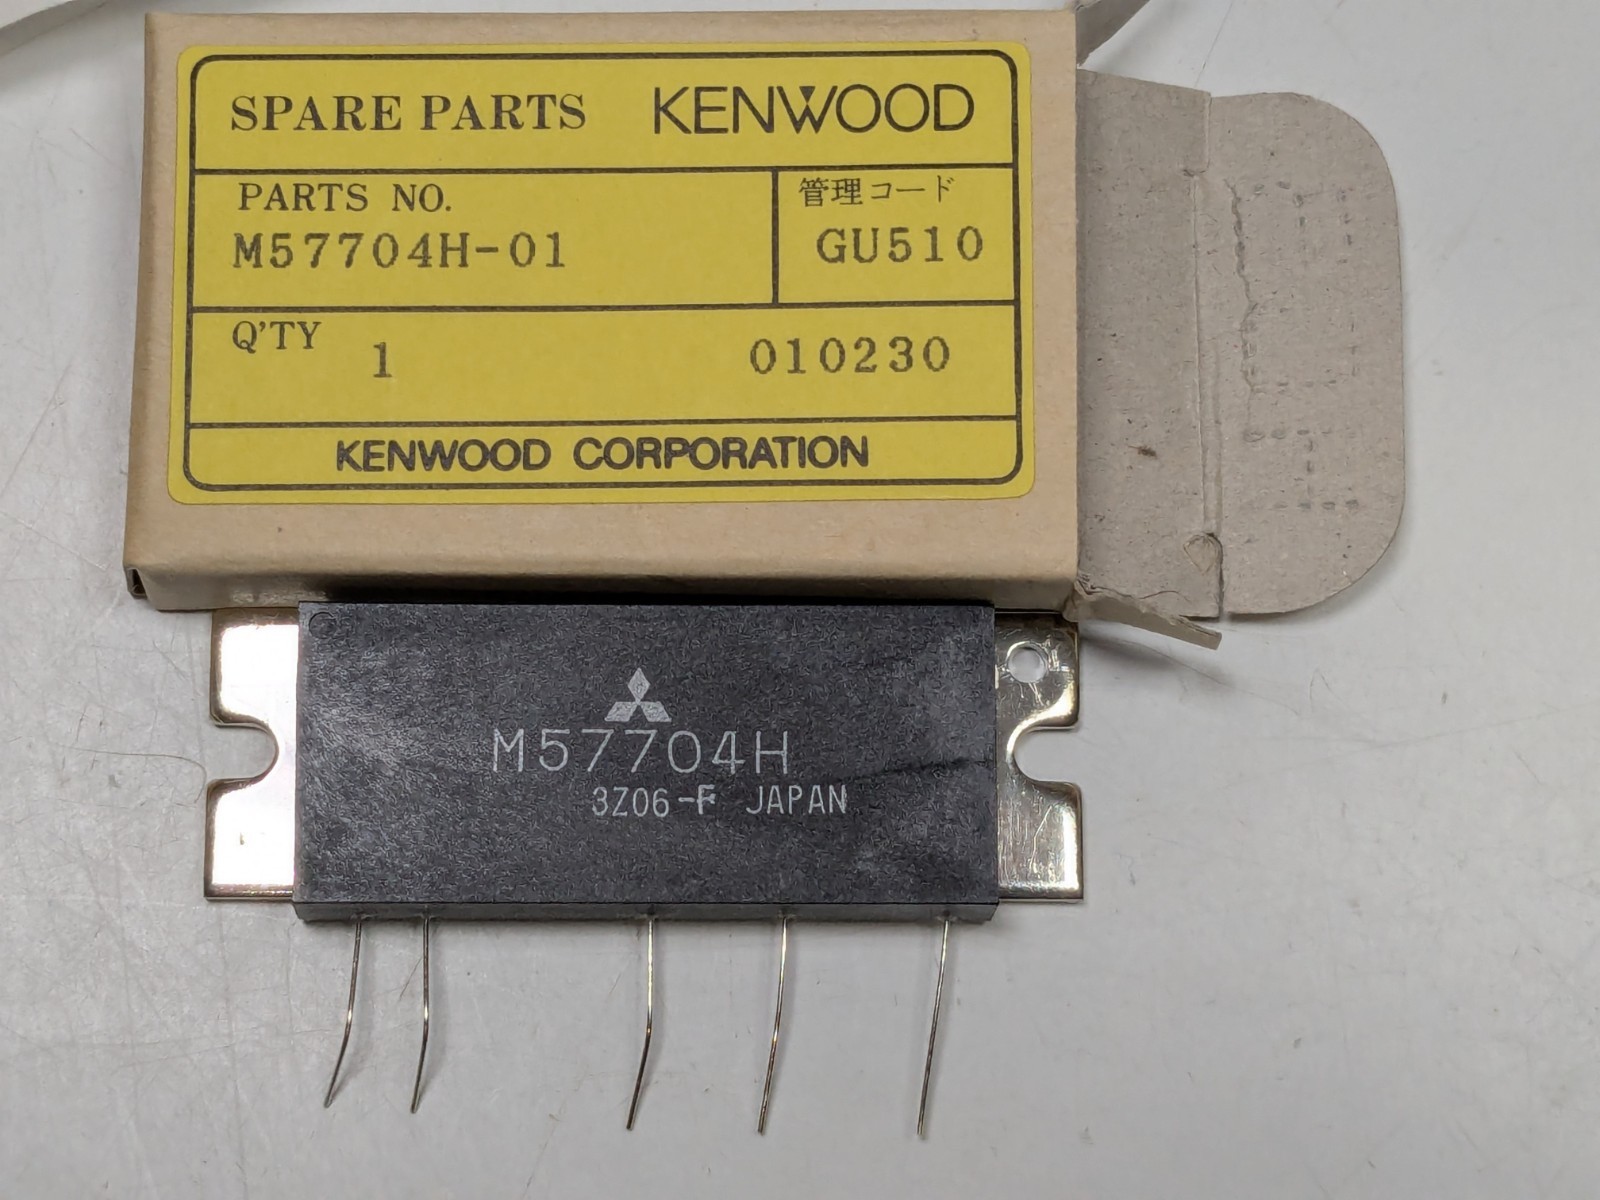 SPARE PARTS KENWOOD
PARTS NO.
M57704H-01
管理コード
GU510
Q'TY 1
010230
KENWOOD CORPORATION
M57704H
3Z06-F JAPAN